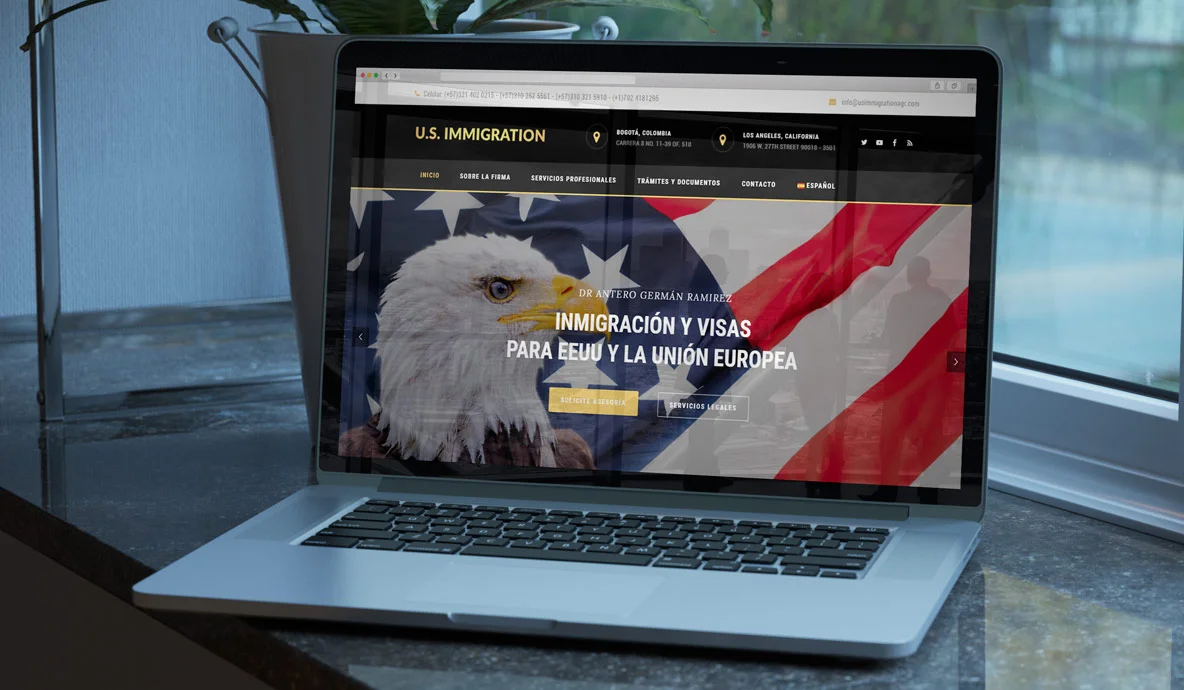 Celular: (+57)321 402 0215 - (+57)310 267 5561 - (+57)310 321 5910 - (+1)702 4181295
info@usimmigrationagr.com
U.S. IMMIGRATION
BOGOTÁ, COLOMBIA
CARRERA 8 NO. 11-39 OF. 518
LOS ANGELES, CALIFORNIA
1906 W. 27TH STREET 90018 - 3501
INICIO
SOBRE LA FIRMA
SERVICIOS PROFESIONALES
TRÁMITES Y DOCUMENTOS
CONTACTO
ESPAÑOL
DR ANTERO GERMÁN RAMIREZ
INMIGRACIÓN Y VISAS
PARA EEUU Y LA UNIÓN EUROPEA
SOLICITE ASESORÍA
SERVICIOS LEGALES